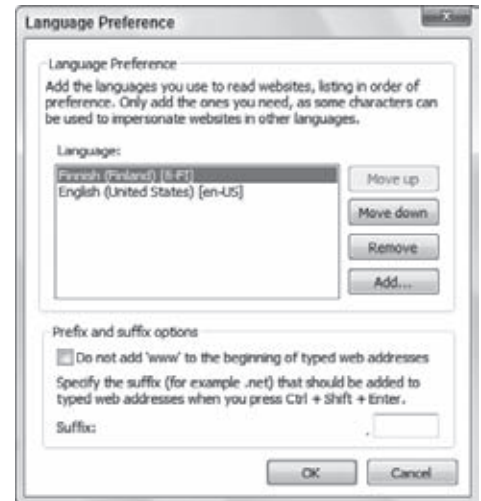 Language Preference
Language Preference
Add the languages you use to read websites, listing in order of
preference. Only add the ones you need, as some characters can
be used to impersonate websites in other languages.
Language:
Finnish (Finland) [fi-FI]
English (United States) [en-US]
Move up
Move down
Remove
Add...
Prefix and suffix options
Do not add 'www' to the beginning of typed web addresses
Specify the suffix (for example .net) that should be added to
typed web addresses when you press Ctrl + Shift + Enter.
Suffix: .
OK
Cancel